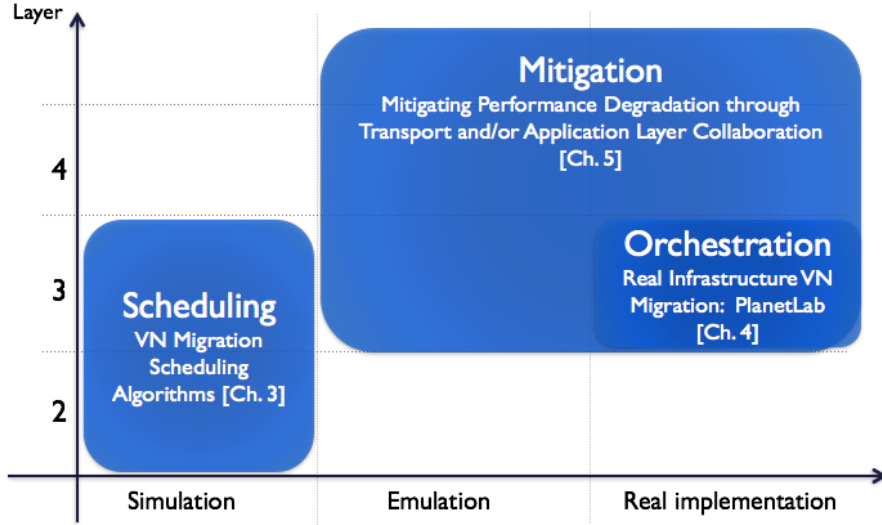 Layer
Mitigation
Mitigating Performance Degradation through
Transport and/or Application Layer Collaboration
[Ch. 5]
4
Orchestration
Real Infrastructure VN
Migration: PlanetLab
[Ch. 4]
3
Scheduling
VN Migration
Scheduling
Algorithms [Ch. 3]
2
Simulation
Emulation
Real implementation